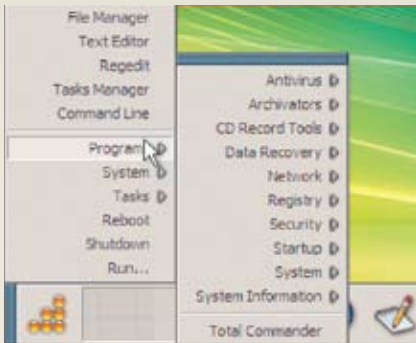 File Manager
Text Editor
Regedit
Tasks Manager
Command Line
Program
System
Tasks
Reboot
Shutdown
Run...
Antivirus
Archivators
CD Record Tools
Data Recovery
Network
Registry
Security
Startup
System
System Information
Total Commander